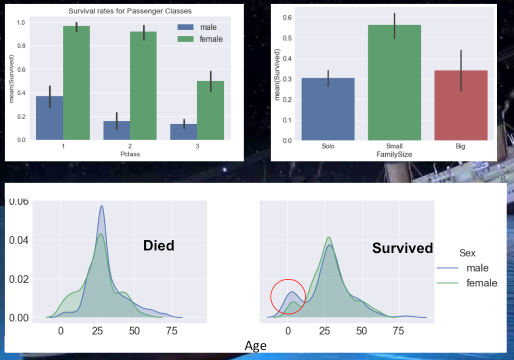 Survival rates for Passenger Classes
mean(Survived)
1.0
0.8
0.6
0.4
0.2
0.0
male
female
1 2 3
Pclass
mean(Survived)
0.6
0.5
0.4
0.3
0.2
0.1
0.0
Solo Small Big
FamilySize
0.06
0.04
0.02
0.00
Died
0 25 50 75
Survived
0 25 50 75
Age
Sex
male
female